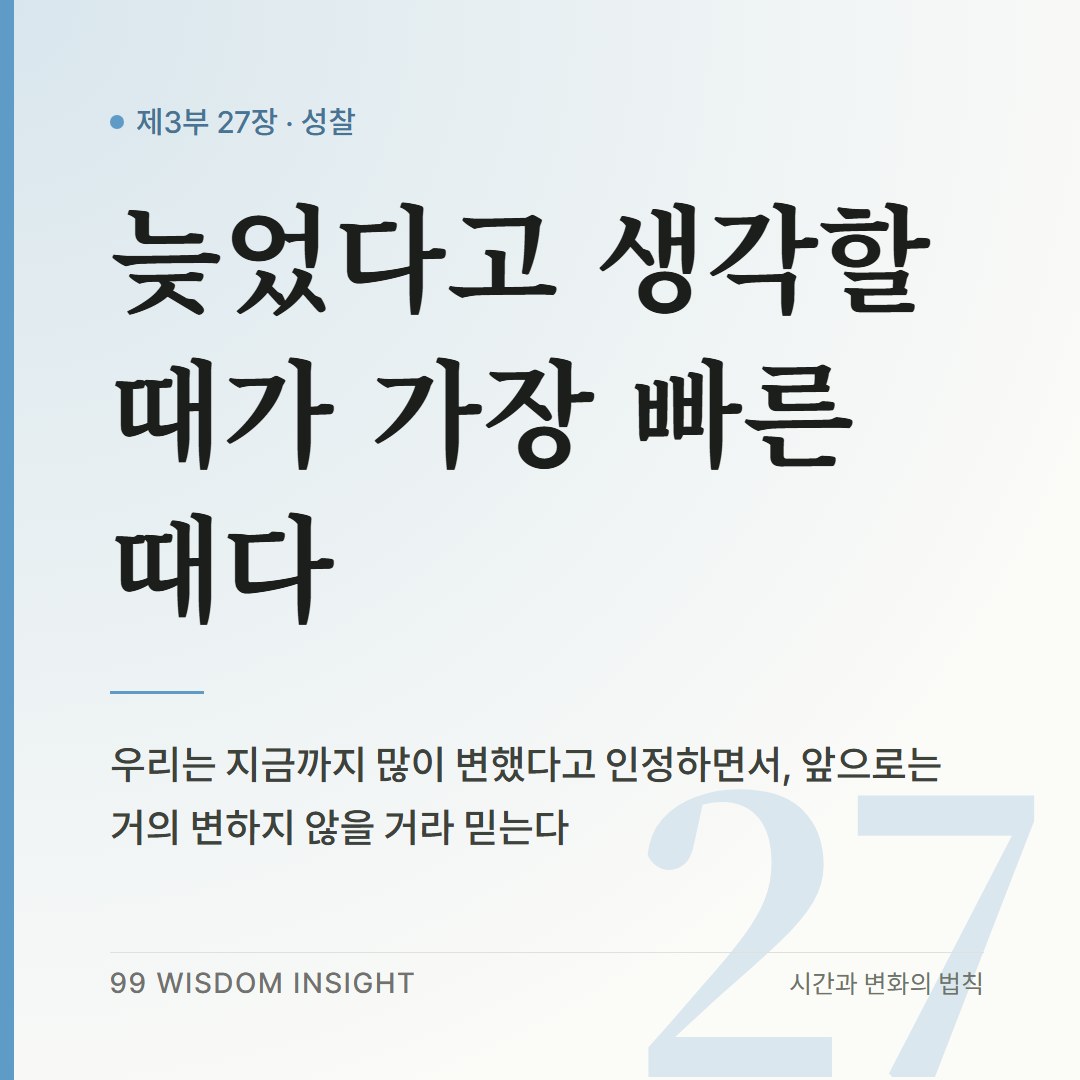 제3부 27장 · 성찰
늦었다고 생각할
때가 가장 빠른
때다
우리는 지금까지 많이 변했다고 인정하면서, 앞으로는
거의 변하지 않을 거라 믿는다
27
99 WISDOM INSIGHT
시간과 변화의 법칙